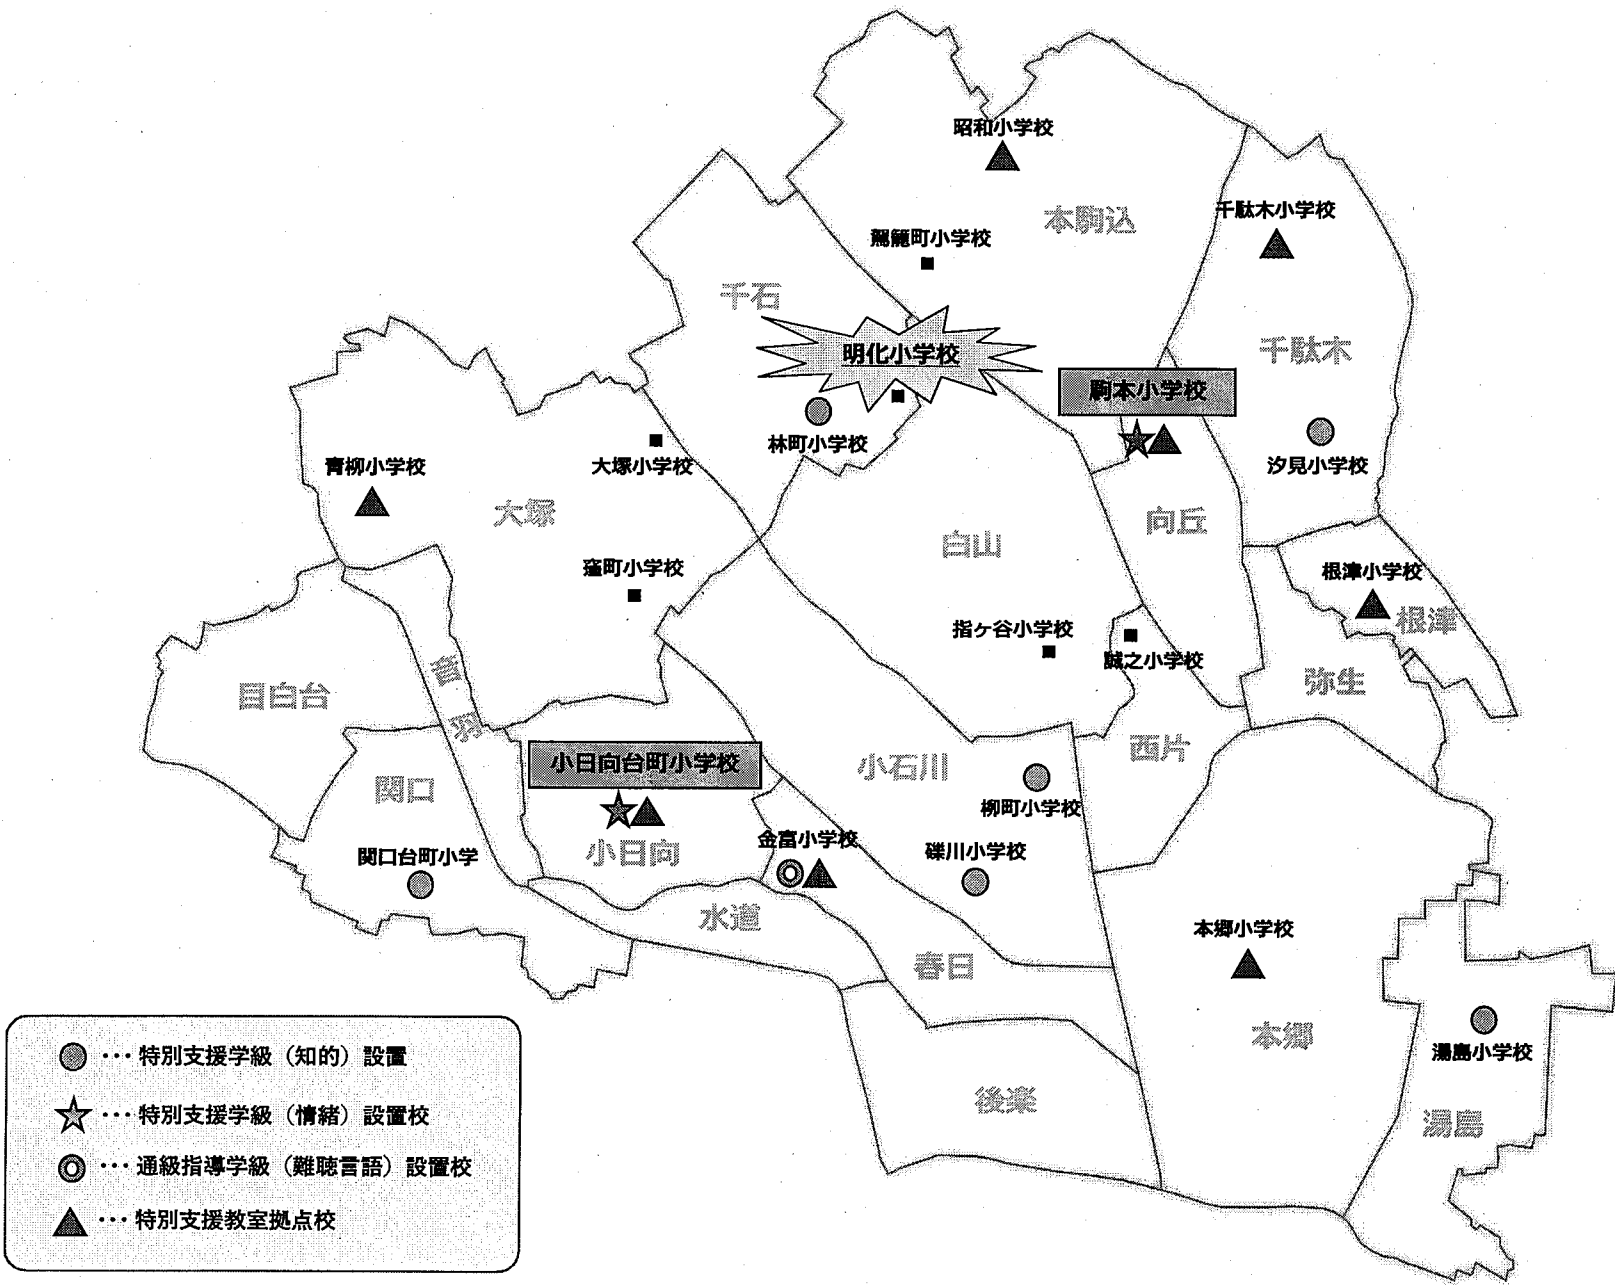 昭和小学校
千駄木小学校
本駒込
駕籠町小学校
千石
千駄木
明化小学校
駒本小学校
林町小学校
大塚小学校
青柳小学校
汐見小学校
大塚
向丘
白山
窪町小学校
根津小学校
根津
指ヶ谷小学校
誠之小学校
音羽
目白台
弥生
西片
小日向台町小学校
小石川
関口
柳町小学校
金富小学校
小日向
礫川小学校
関口台町小学
水道
本郷小学校
春日
本郷
湯島小学校
後楽
湯島
…特別支援学級（知的）設置
…特別支援学級（情緒）設置校
…通級指導学級（難聴言語）設置校
…特別支援教室拠点校